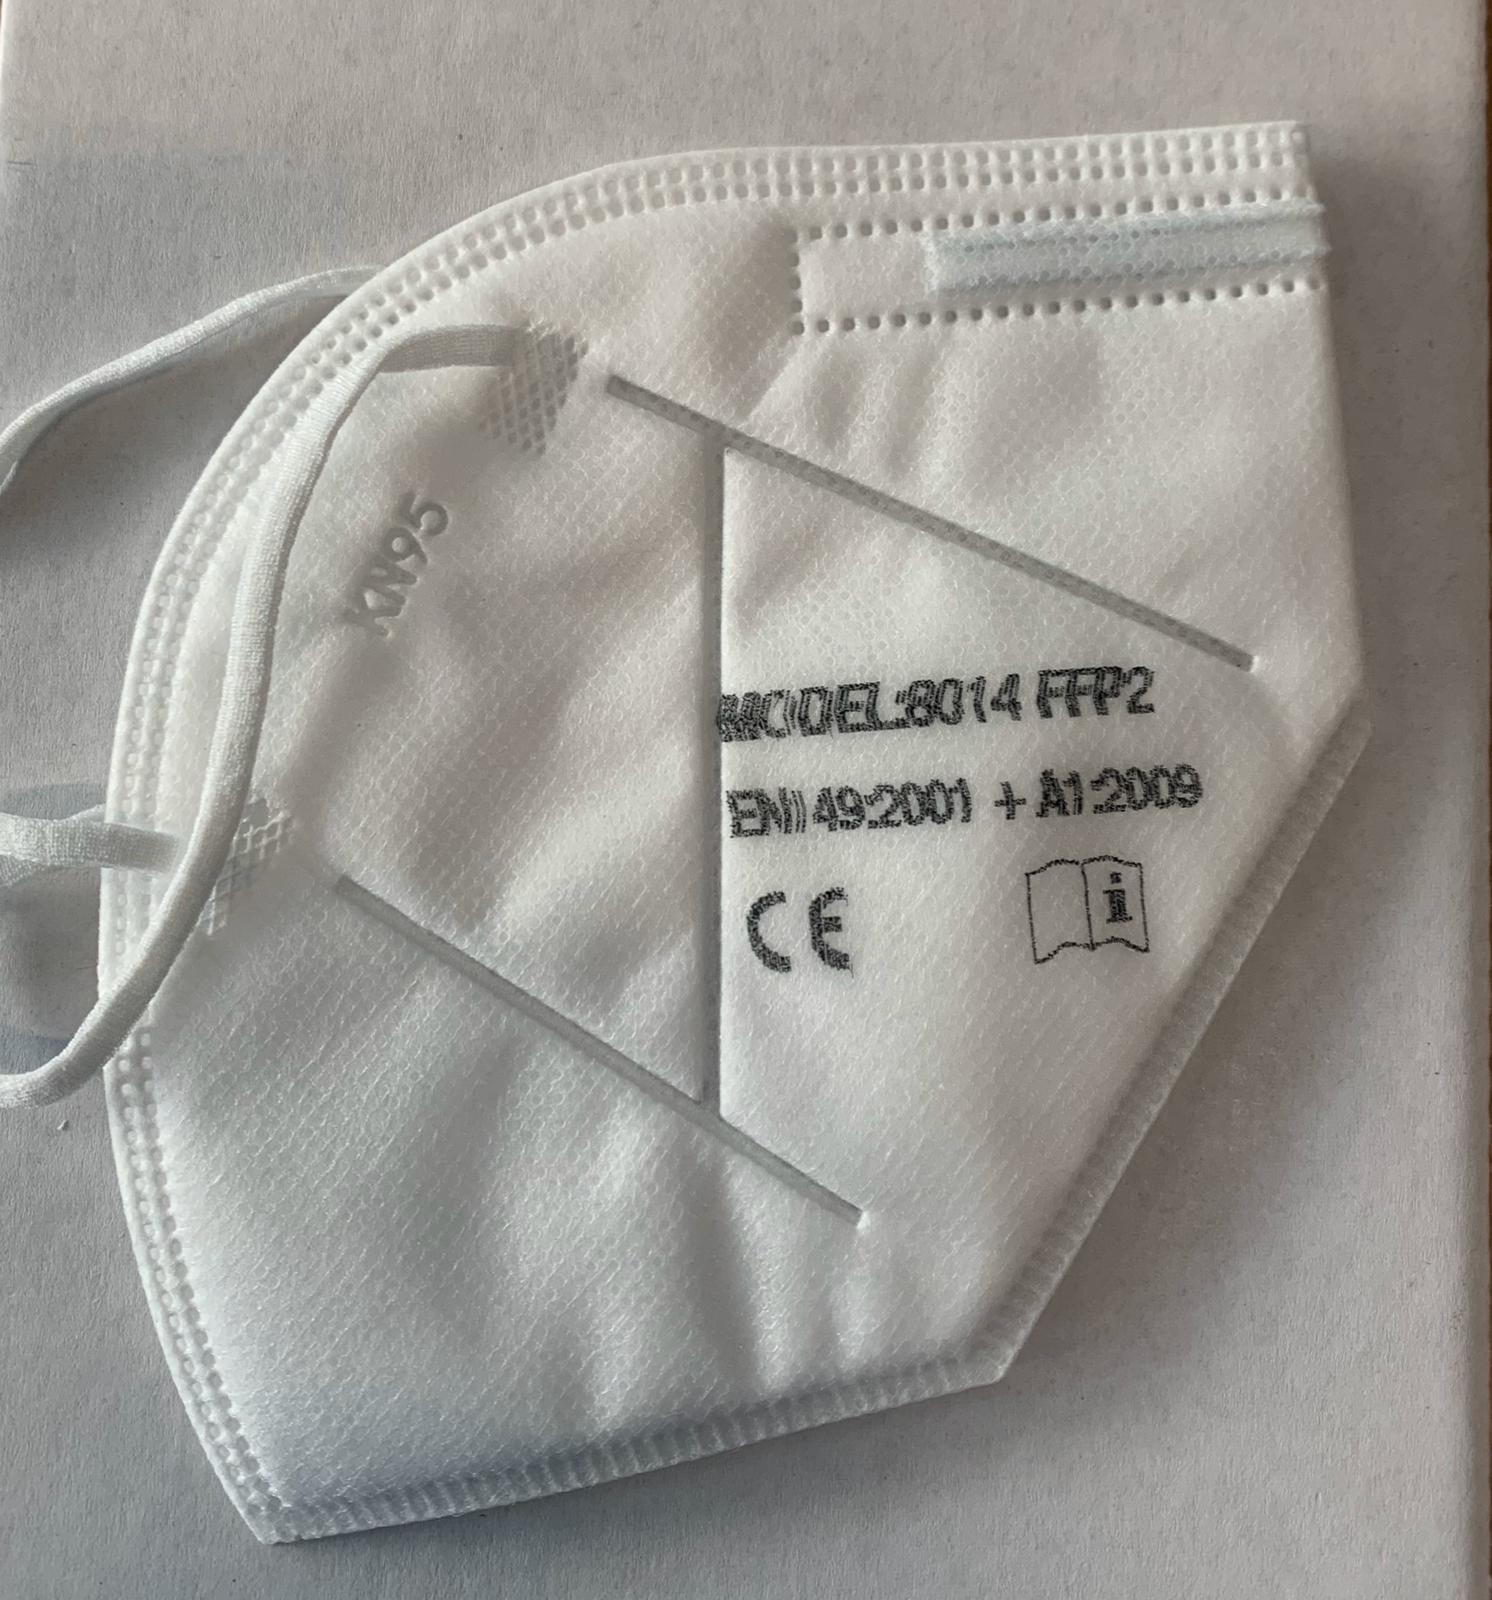 KN95
MODEL:8014 FFP2
EN149:2001 + A1:2009
CE
i